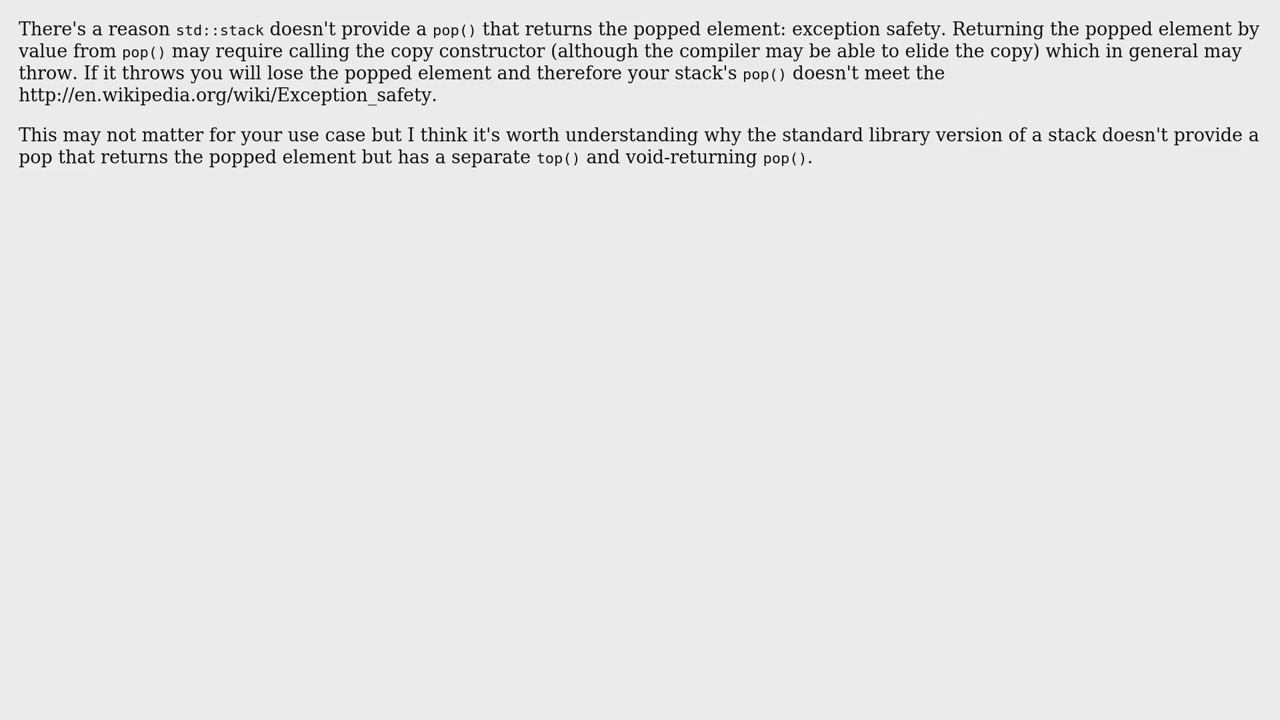 There's a reason std::stack doesn't provide a pop() that returns the popped element: exception safety. Returning the popped element by
value from pop() may require calling the copy constructor (although the compiler may be able to elide the copy) which in general may
throw. If it throws you will lose the popped element and therefore your stack's pop() doesn't meet the
http://en.wikipedia.org/wiki/Exception_safety.
This may not matter for your use case but I think it's worth understanding why the standard library version of a stack doesn't provide a
pop that returns the popped element but has a separate top() and void-returning pop().